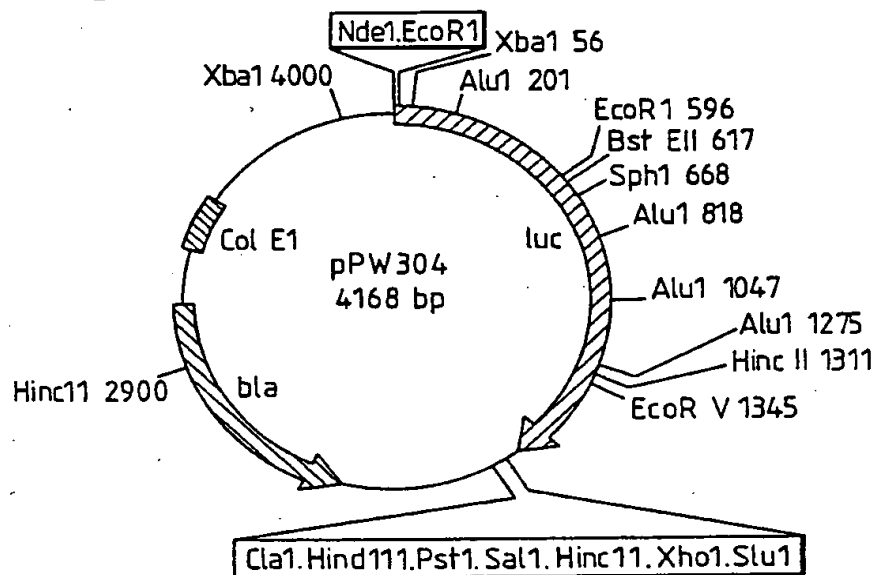 Nde1.EcoR1
Xba1 56
Xba1 4000
Alu1 201
EcoR1 596
Bst EII 617
Sph1 668
Alu1 818
Col E1
luc
pPW304
4168 bp
Alu1 1047
Alu1 1275
Hinc II 1311
Hinc11 2900
bla
EcoR V 1345
Cla1.Hind111.Pst1.Sal1.Hinc11.Xho1.Slu1